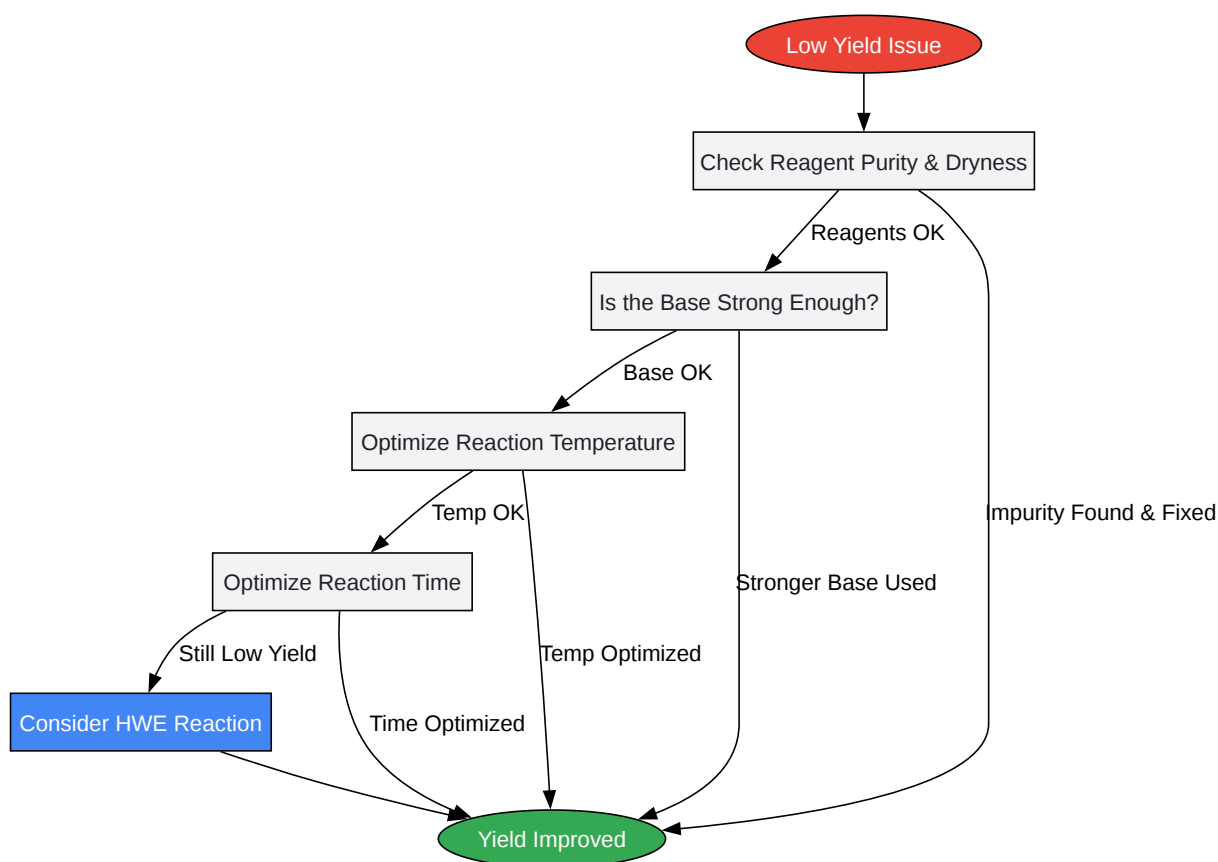 Low Yield Issue
Check Reagent Purity & Dryness
Reagents OK
Is the Base Strong Enough?
Base OK
Optimize Reaction Temperature
Temp OK
Impurity Found & Fixed
Optimize Reaction Time
Stronger Base Used
Still Low Yield
Temp Optimized
Consider HWE Reaction
Time Optimized
Yield Improved